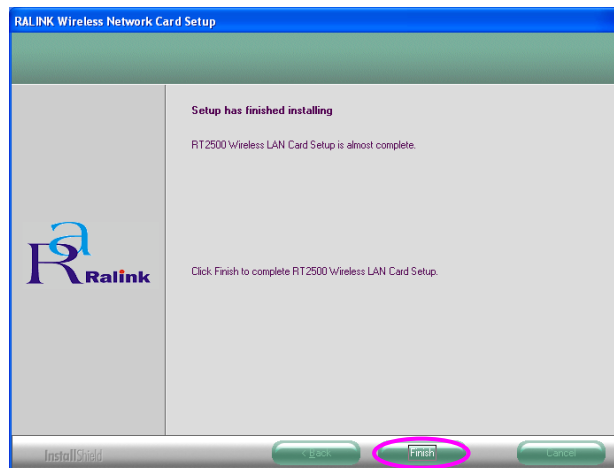 RALINK Wireless Network Card Setup
Setup has finished installing
RT2500 Wireless LAN Card Setup is almost complete.
Ra
Ralink
Click Finish to complete RT2500 Wireless LAN Card Setup.
InstallShield
< Back
Finish
Cancel